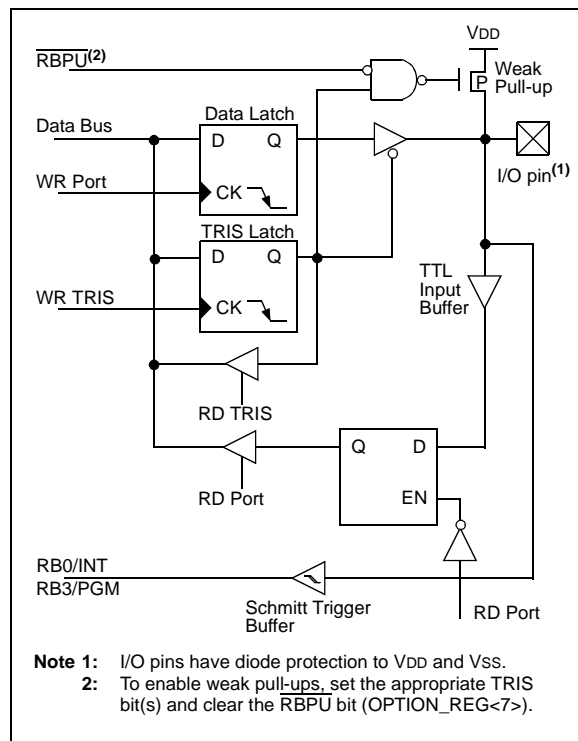 VDD
RBPU(2)
Weak
Pull-up
P
Data Latch
Data Bus
D Q
I/O pin(1)
WR Port
CK
TRIS Latch
D Q
TTL
Input
Buffer
WR TRIS
CK
RD TRIS
Q D
EN
RD Port
RB0/INT
RB3/PGM
Schmitt Trigger
Buffer
RD Port
Note 1: I/O pins have diode protection to VDD and VSS.
2: To enable weak pull-ups, set the appropriate TRIS
bit(s) and clear the RBPU bit (OPTION_REG<7>).